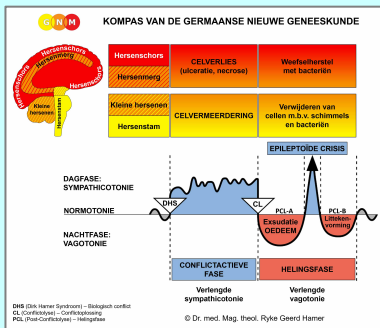 G N M
KOMPAS VAN DE GERMAANSE NIEUWE GENEESKUNDE
Hersenschors
Hersenmerg
Hersenschors
Kleine
hersenen
Hersenstam
Hersenschors
Hersenmerg
CELVERLIES
(ulceratie, necrose)
Weefselherstel
met bacteriën
Kleine hersenen
Hersenstam
CELVERMEERDERING
Verwijderen van
cellen m.b.v. schimmels
en bacteriën
EPILEPTOÏDE CRISIS
DAGFASE:
SYMPATHICOTONIE
DHS
CL
PCL-A
PCL-B
NORMOTONIE
Exsudatie
OEDEEM
Litteken-
vorming
NACHTFASE:
VAGOTONIE
CONFLICTACTIEVE
FASE
HELINGSFASE
Verlengde
sympathicotonie
Verlengde
vagotonie
DHS (Dirk Hamer Syndroom) – Biologisch conflict
CL (Conflictolyse) – Conflictoplossing
PCL (Post-Conflictolyse) – Helingsfase
© Dr. med. Mag. theol. Ryke Geerd Hamer